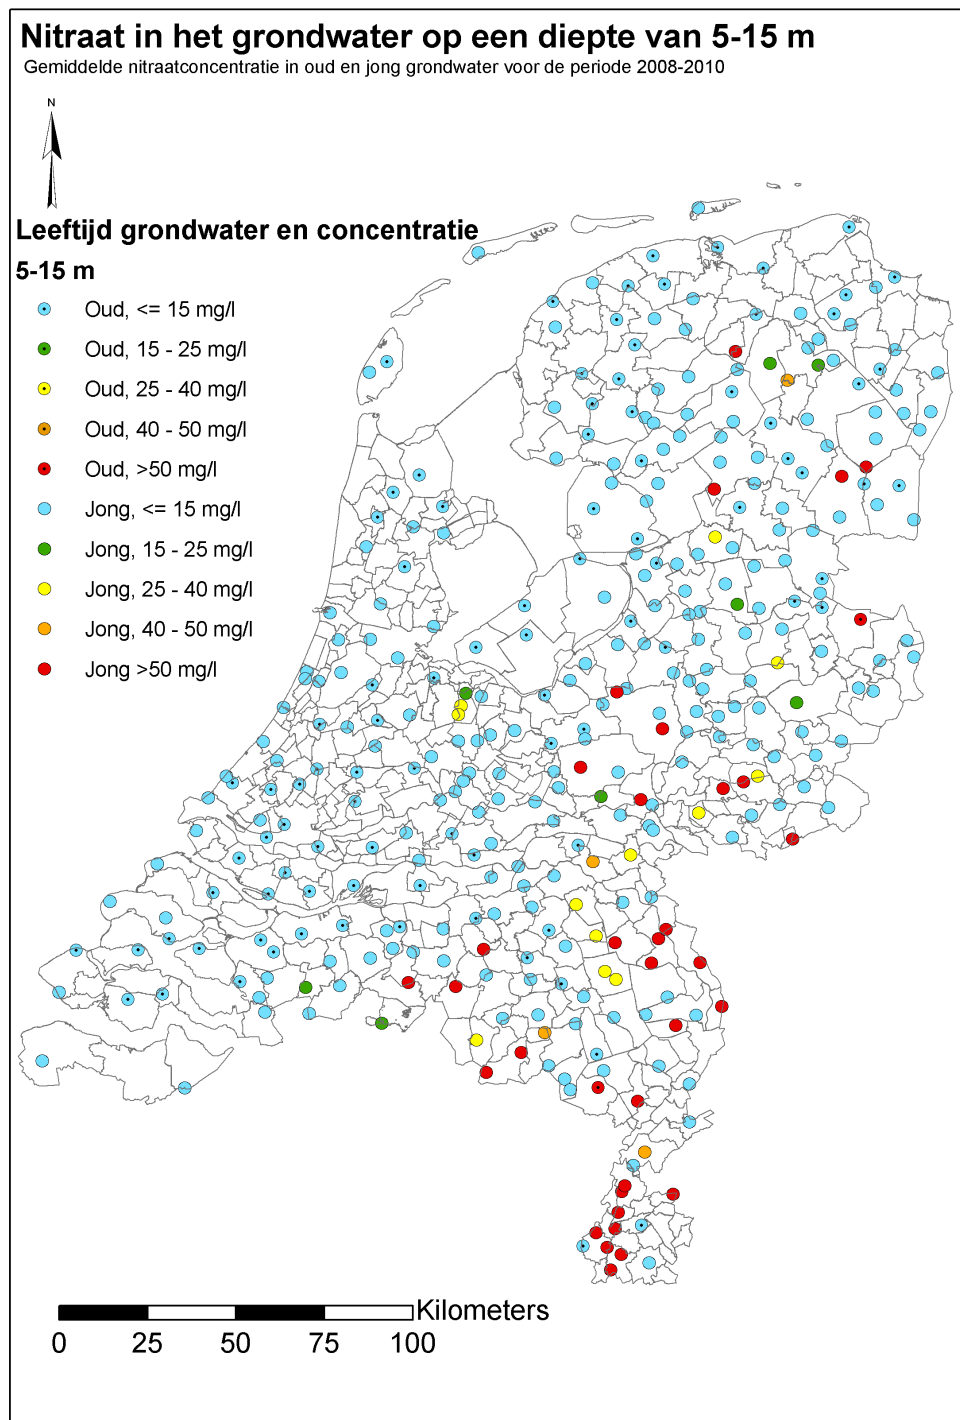 Nitraat in het grondwater op een diepte van 5-15 m
Gemiddelde nitraatconcentratie in oud en jong grondwater voor de periode 2008-2010
N
Leeftijd grondwater en concentratie
5-15 m
Oud, <= 15 mg/l
Oud, 15 - 25 mg/l
Oud, 25 - 40 mg/l
Oud, 40 - 50 mg/l
Oud, >50 mg/l
Jong, <= 15 mg/l
Jong, 15 - 25 mg/l
Jong, 25 - 40 mg/l
Jong, 40 - 50 mg/l
Jong >50 mg/l
Kilometers
0 25 50 75 100